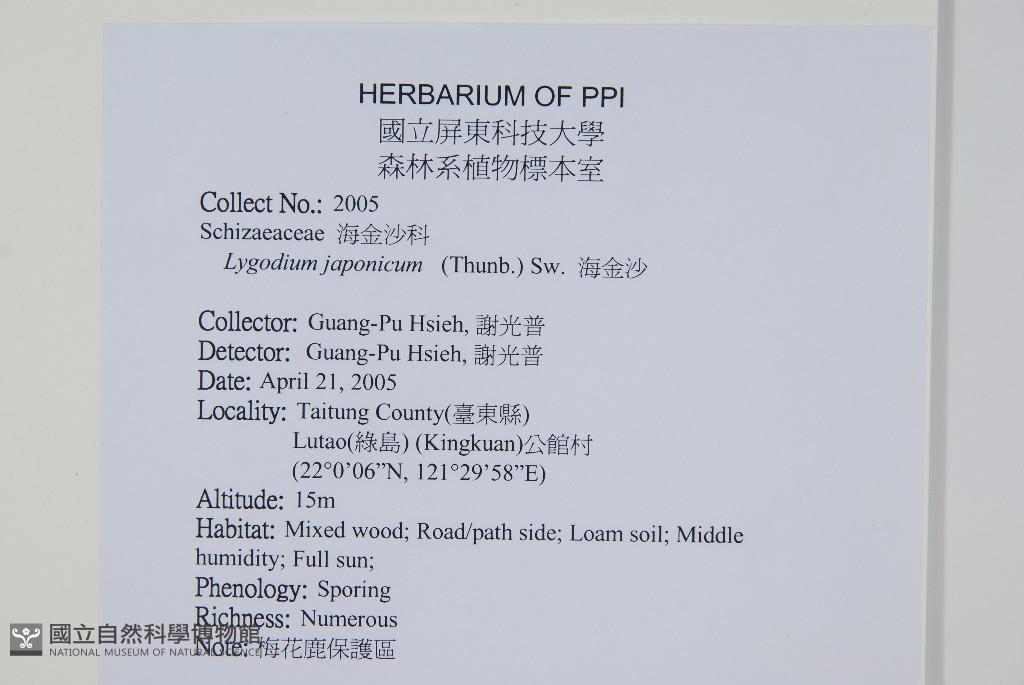 HERBARIUM OF PPI
國立屏東科技大學
森林系植物標本室
Collect No.: 2005
Schizaeaceae 海金沙科
Lygodium japonicum (Thunb.) Sw. 海金沙
Collector: Guang-Pu Hsieh, 謝光普
Detector: Guang-Pu Hsieh, 謝光普
Date: April 21, 2005
Locality: Taitung County(臺東縣)
Lutao(綠島) (Kingkuan)公館村
(22°0’06”N, 121°29’58”E)
Altitude: 15m
Habitat: Mixed wood; Road/path side; Loam soil; Middle
humidity; Full sun;
Phenology: Sporing
Richness: Numerous
Note: 梅花鹿保護區
國立自然科學博物館
NATIONAL MUSEUM OF NATURAL SCIENCE